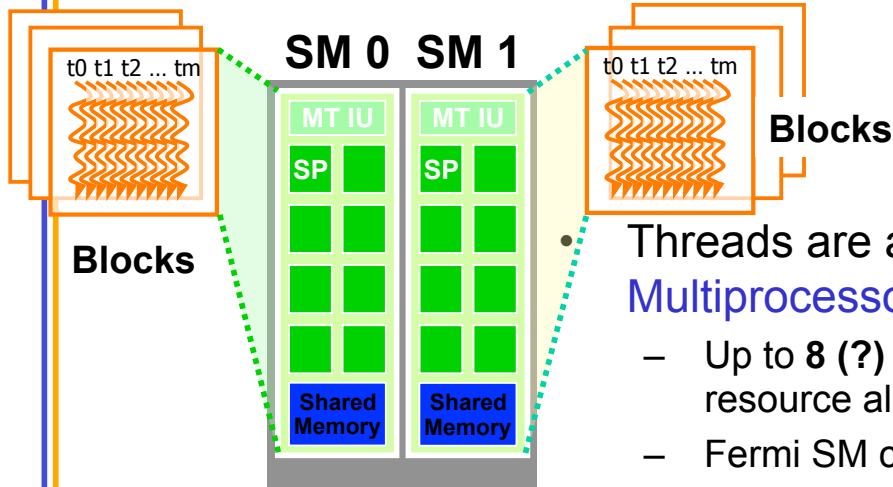 SM 0 SM 1
t0 t1 t2 ... tm
t0 t1 t2 ... tm
MT IU
MT IU
Blocks
SP
SP
Blocks
Threads are
Multiprocesso
– Up to 8 (?)
resource al
– Fermi SM
Shared
Memory
Shared
Memory